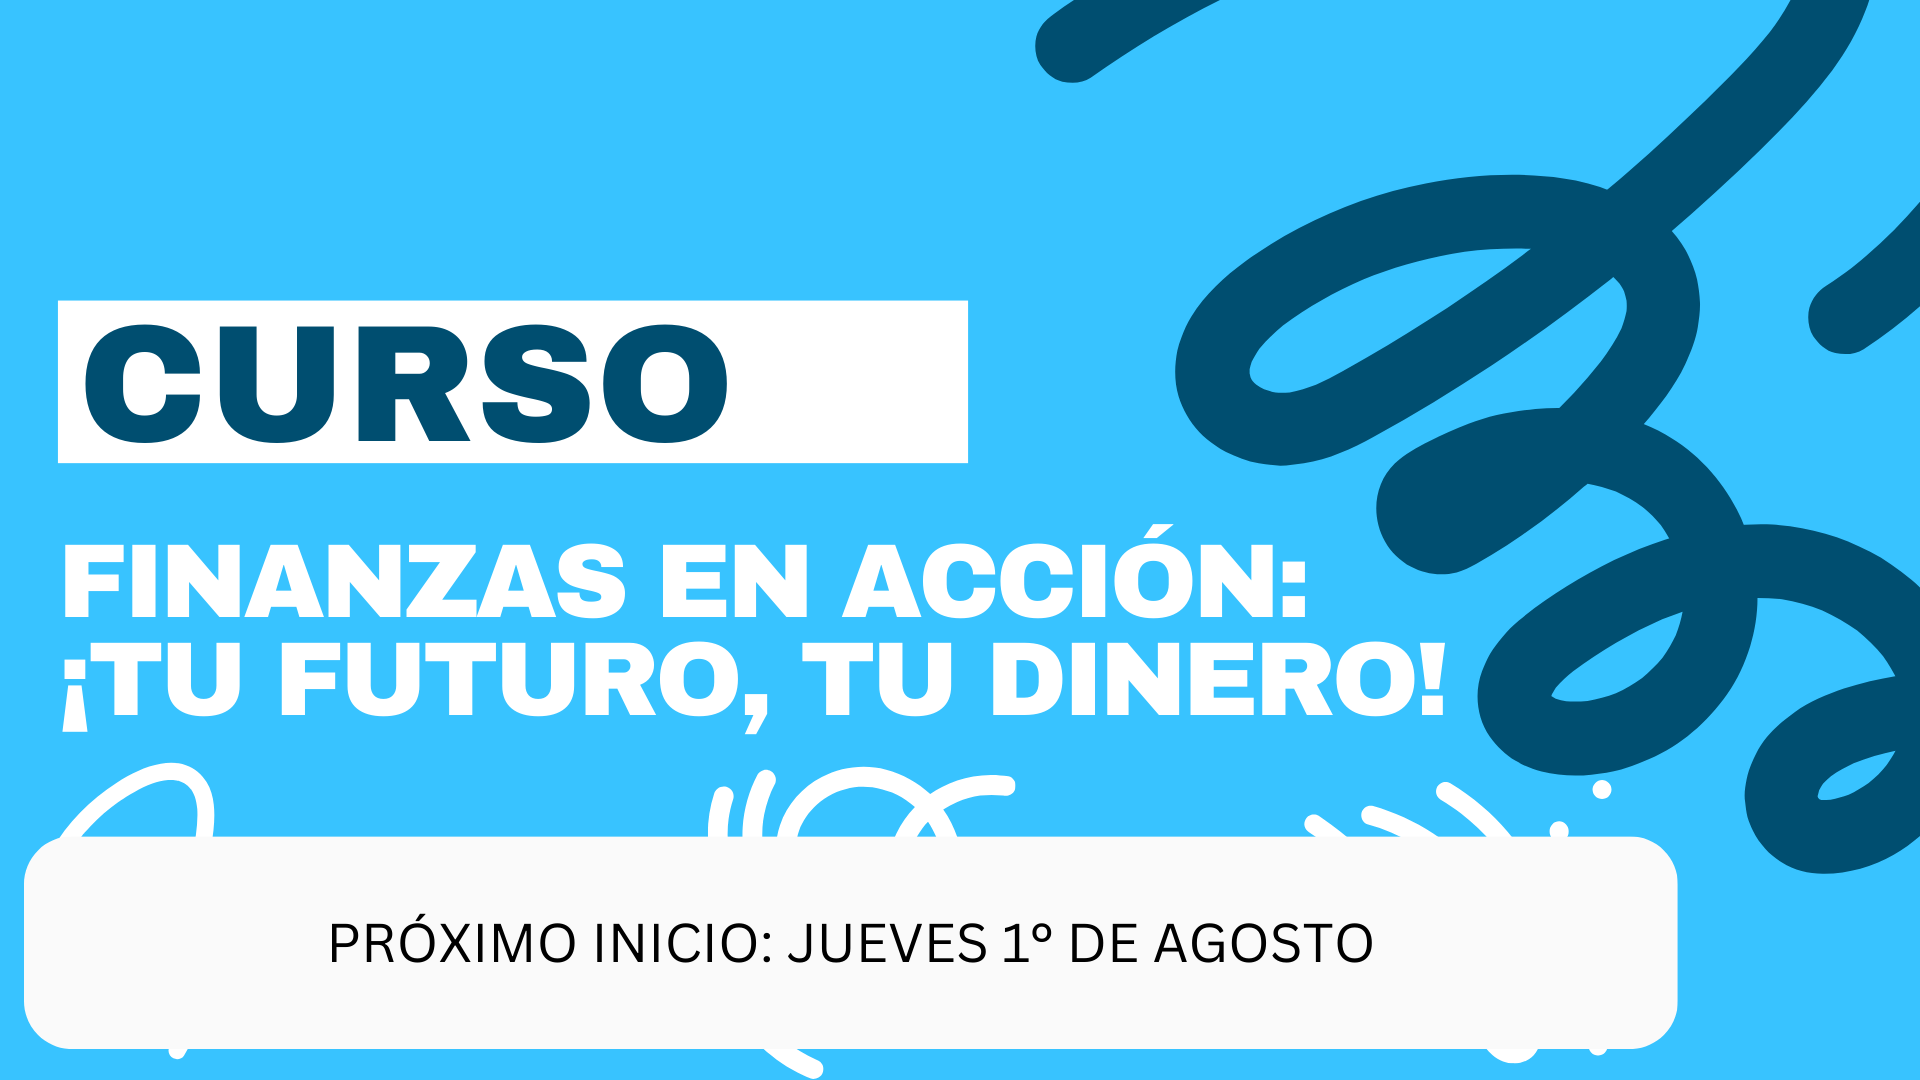 CURSO
FINANZAS EN ACCIÓN:
¡TU FUTURO, TU DINERO!
PRÓXIMO INICIO: JUEVES 1º DE AGOSTO